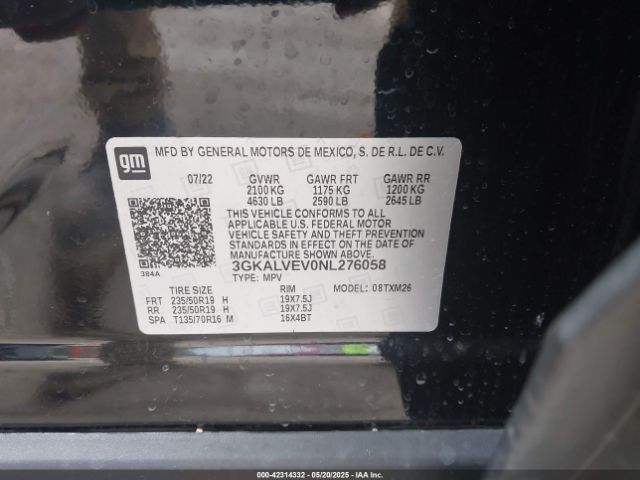 gm
MFD BY GENERAL MOTORS DE MEXICO, S. DE R.L. DE C.V.
07/22 GVWR GAWR FRT GAWR RR
2100 KG 1175 KG 1200 KG
4630 LB 2590 LB 2645 LB
THIS VEHICLE CONFORMS TO ALL
APPLICABLE U.S. FEDERAL MOTOR
VEHICLE SAFETY AND THEFT
PREVENTION STANDARDS IN
EFFECT ON THE DATE OF
MANUFACTURE SHOWN ABOVE.
3GKALVEV0NL276058
384A TYPE: MPV
TIRE SIZE RIM MODEL: 08TXM26
FRT 235/50R19 H 19X7.5J
RR 235/50R19 H 19X7.5J
SPA T135/70R16 M 16X4BT
000-42314332 - 05/20/2025 - IAA Inc.